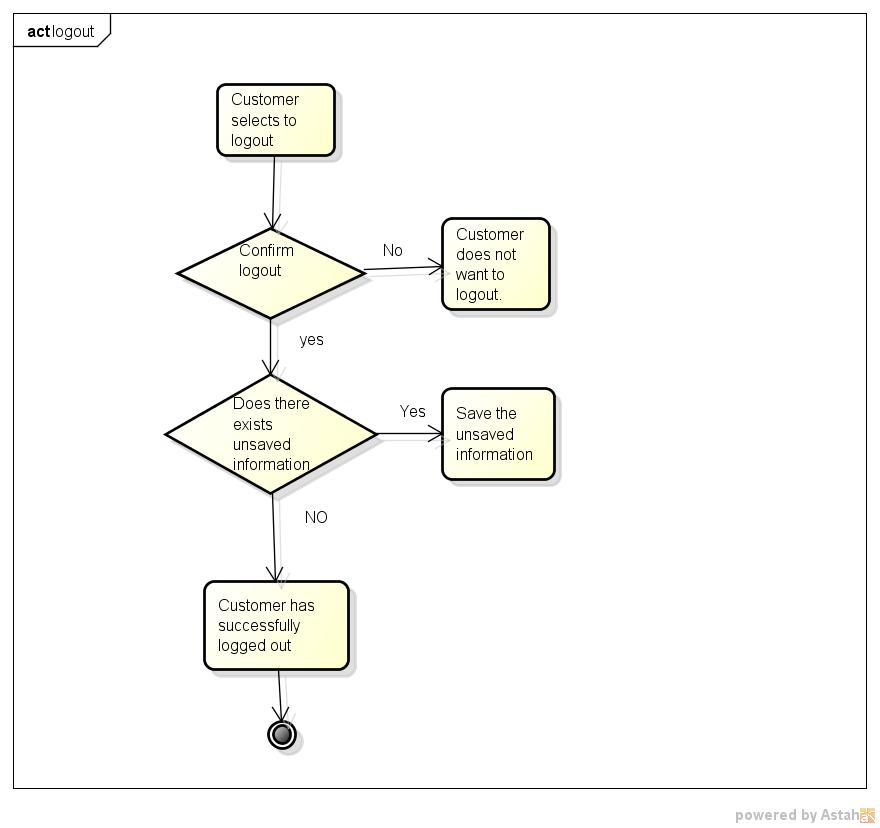 act logout
Customer
selects to
logout
Confirm
logout
No
Customer
does not
want to
logout.
yes
Does there
exists
unsaved
information
Yes
Save the
unsaved
information
NO
Customer has
successfully
logged out
powered by Astah